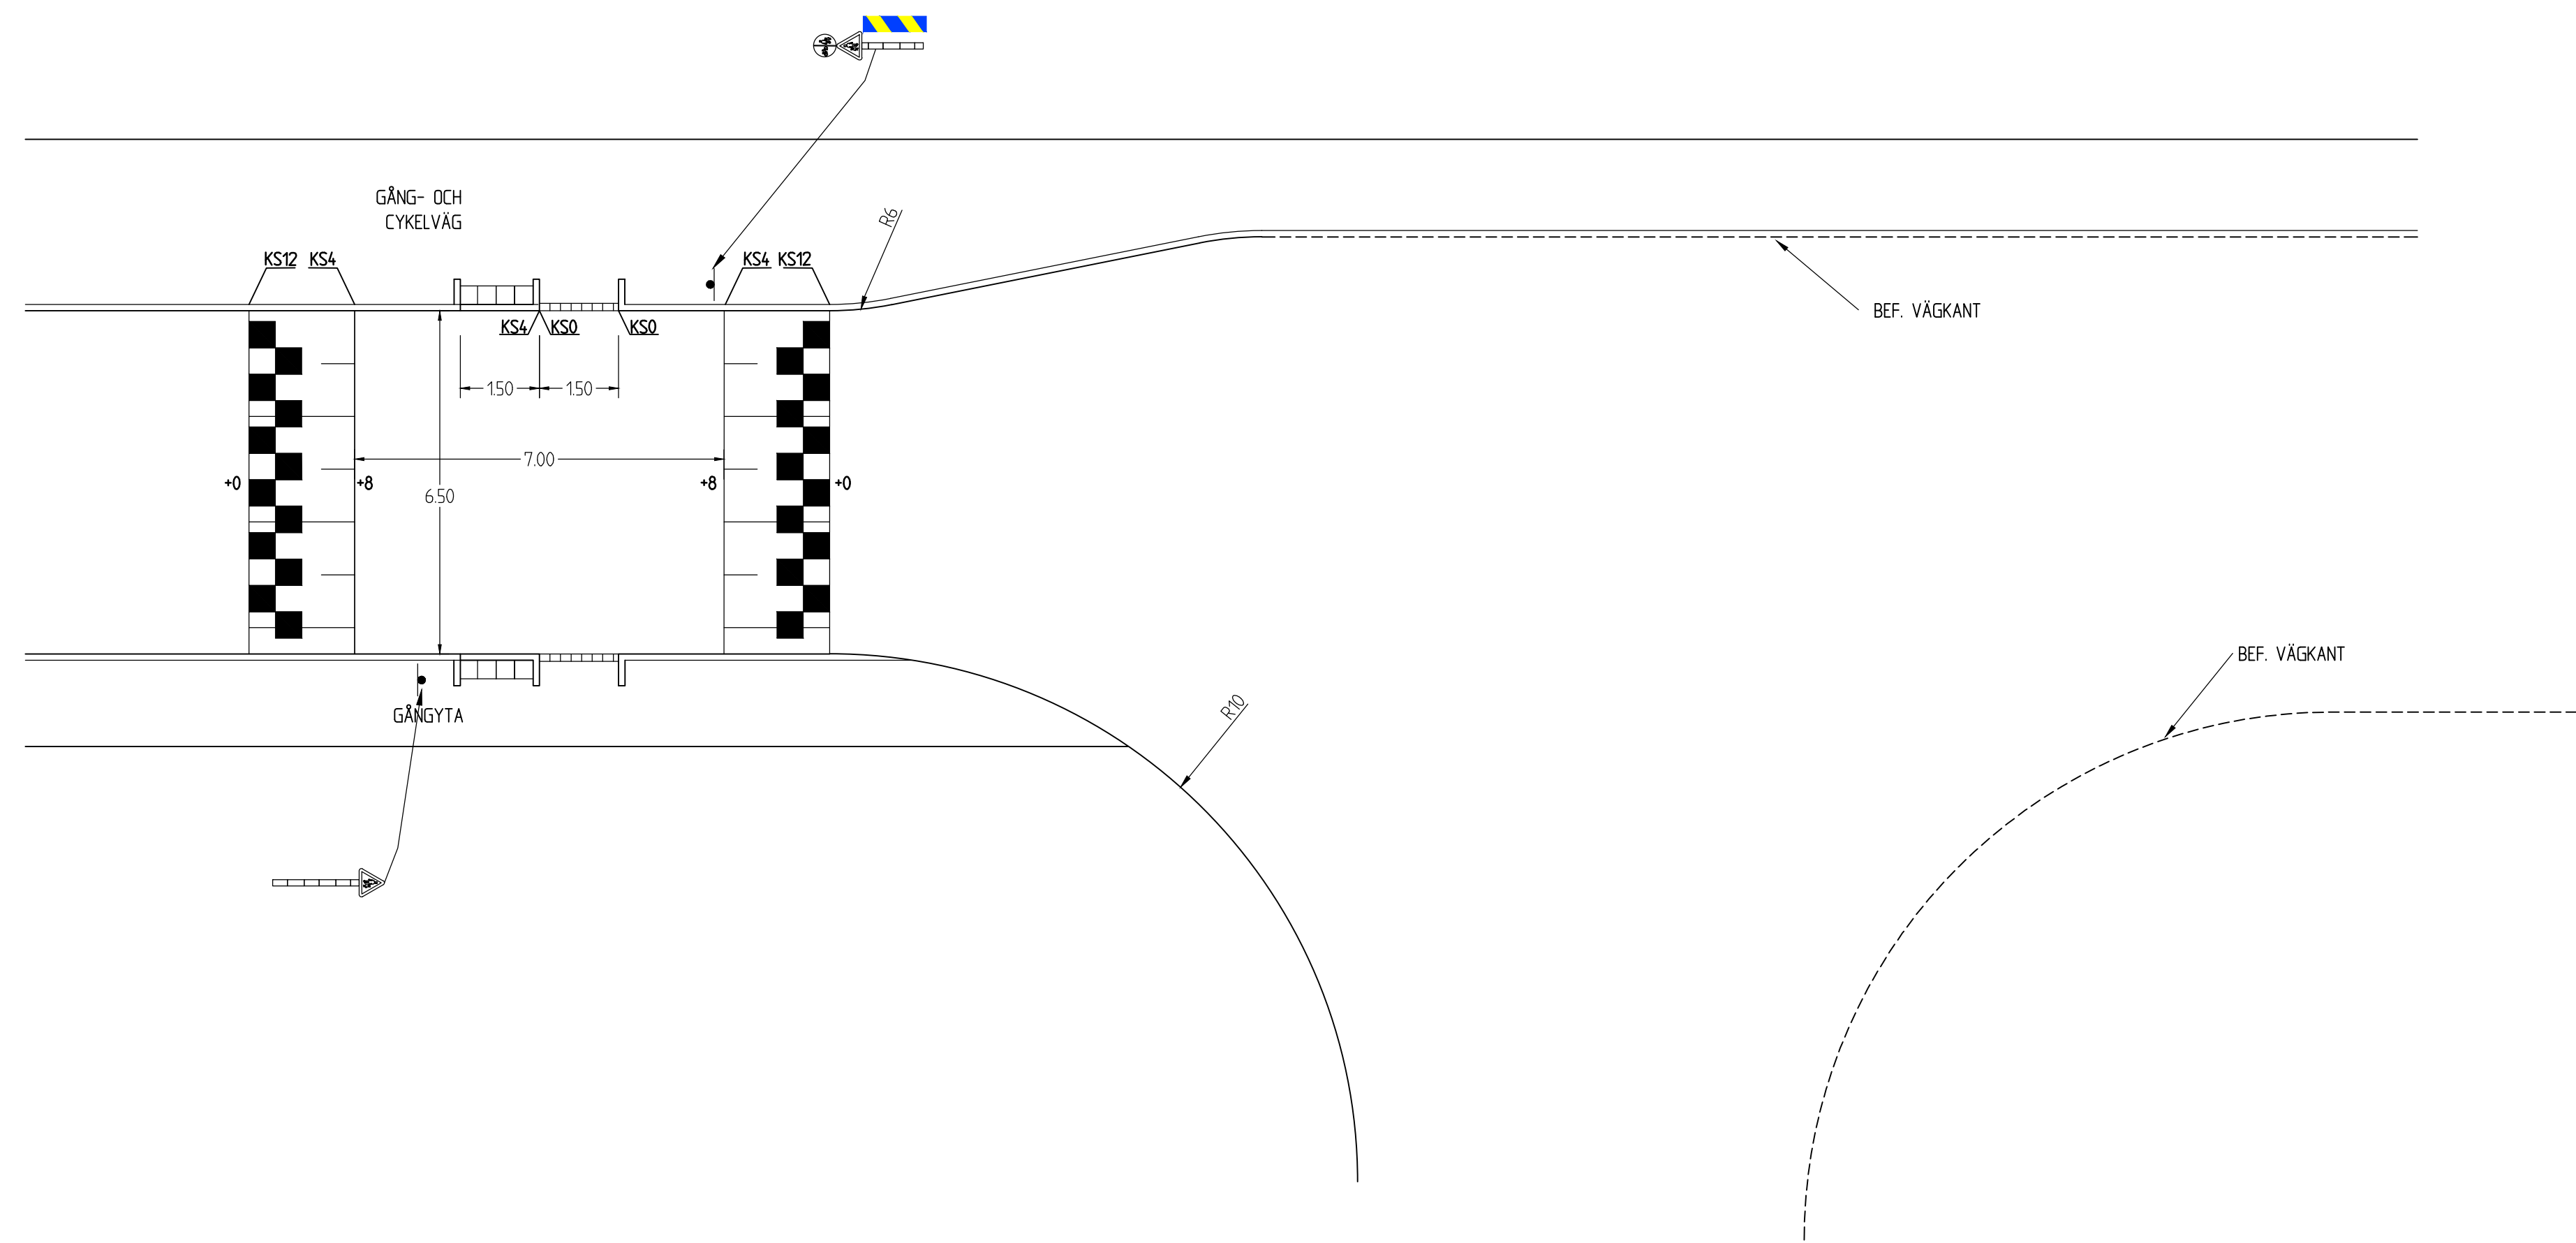 GÅNG- OCH
CYKELVÄG
R6
KS12 KS4
KS4 KS12
KS4 KS0 KS0
BEF. VÄGKANT
1.50 1.50
7.00
+0 +8 +8 +0
6.50
BEF. VÄGKANT
R10
GÅNGYTA